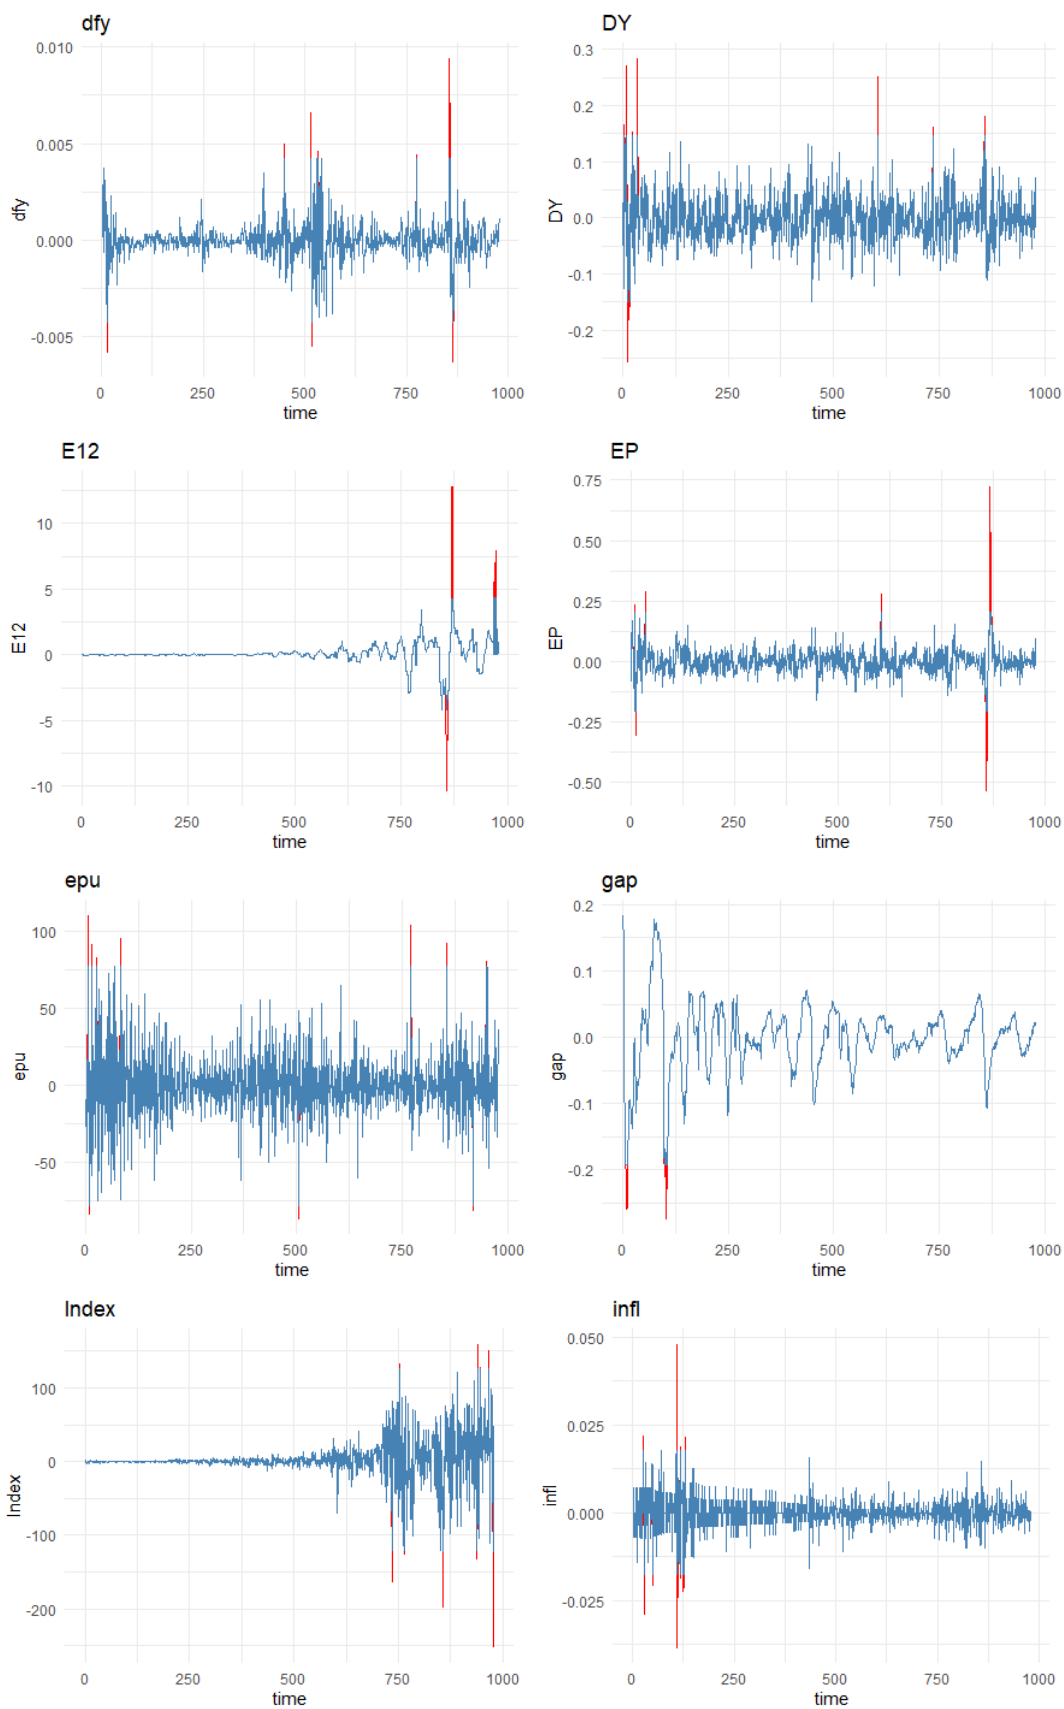 dfy
0.010
0.005
0.000
-0.005
dfy
0 250 500 750 1000
time
DY
0.3
0.2
0.1
0.0
-0.1
-0.2
DY
0 250 500 750 1000
time
E12
10
5
0
-5
-10
E12
0 250 500 750 1000
time
EP
0.75
0.50
0.25
0.00
-0.25
-0.50
EP
0 250 500 750 1000
time
epu
100
50
0
-50
epu
0 250 500 750 1000
time
gap
0.2
0.1
0.0
-0.1
-0.2
gap
0 250 500 750 1000
time
Index
100
0
-100
-200
Index
0 250 500 750 1000
time
infl
0.050
0.025
0.000
-0.025
infl
0 250 500 750 1000
time